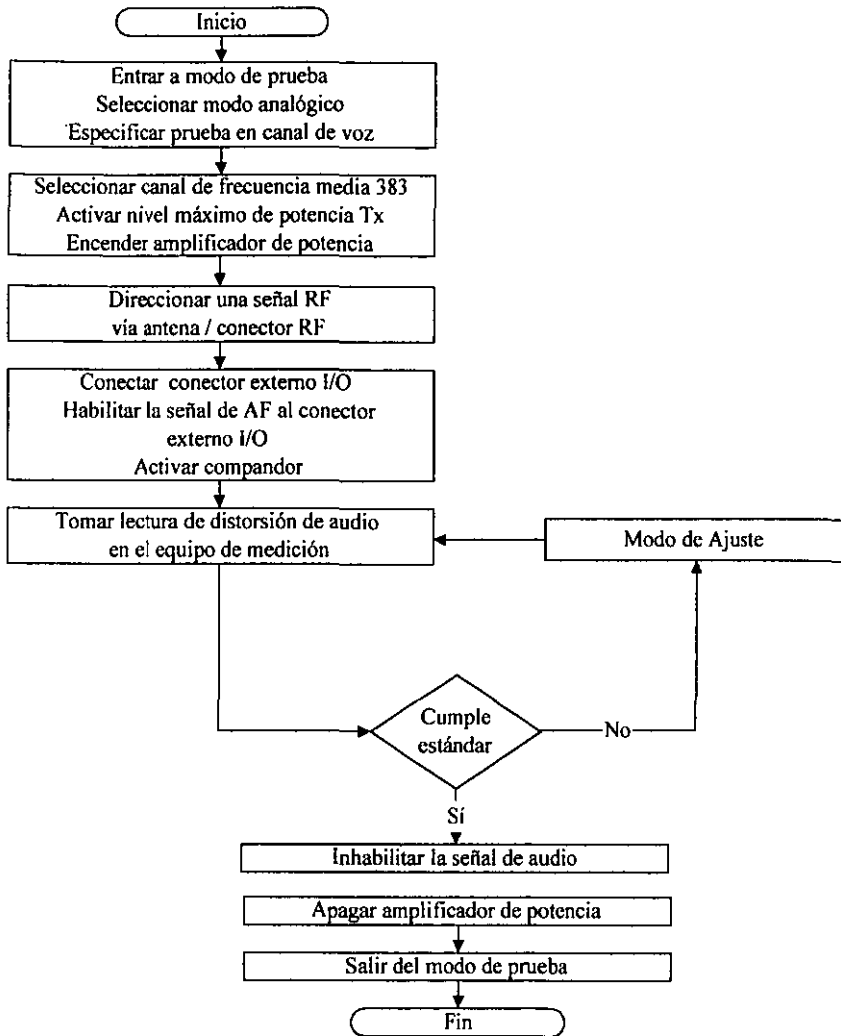 Inicio
Entrar a modo de prueba
Seleccionar modo analógico
Especificar prueba en canal de voz
Seleccionar canal de frecuencia media 383
Activar nivel máximo de potencia Tx
Encender amplificador de potencia
Direccionar una señal RF
vía antena / conector RF
Conectar conector externo I/O
Habilitar la señal de AF al conector
externo I/O
Activar compandor
Tomar lectura de distorsión de audio
en el equipo de medición
Modo de Ajuste
Cumple
estándar
No
Sí
Inhabilitar la señal de audio
Apagar amplificador de potencia
Salir del modo de prueba
Fin